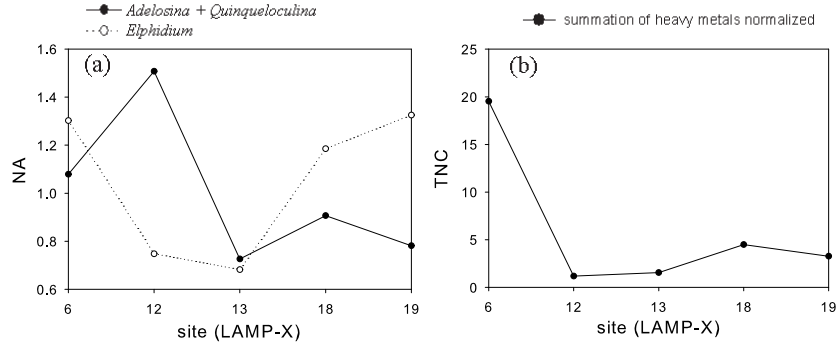 Adelosina + Quinqueloculina
Elphidium
(a)
1.6
1.4
1.2
1.0
0.8
0.6
NA
6
12
13
18
19
site (LAMP-X)
summation of heavy metals normalized
(b)
25
20
15
10
5
0
TNC
6
12
13
18
19
site (LAMP-X)